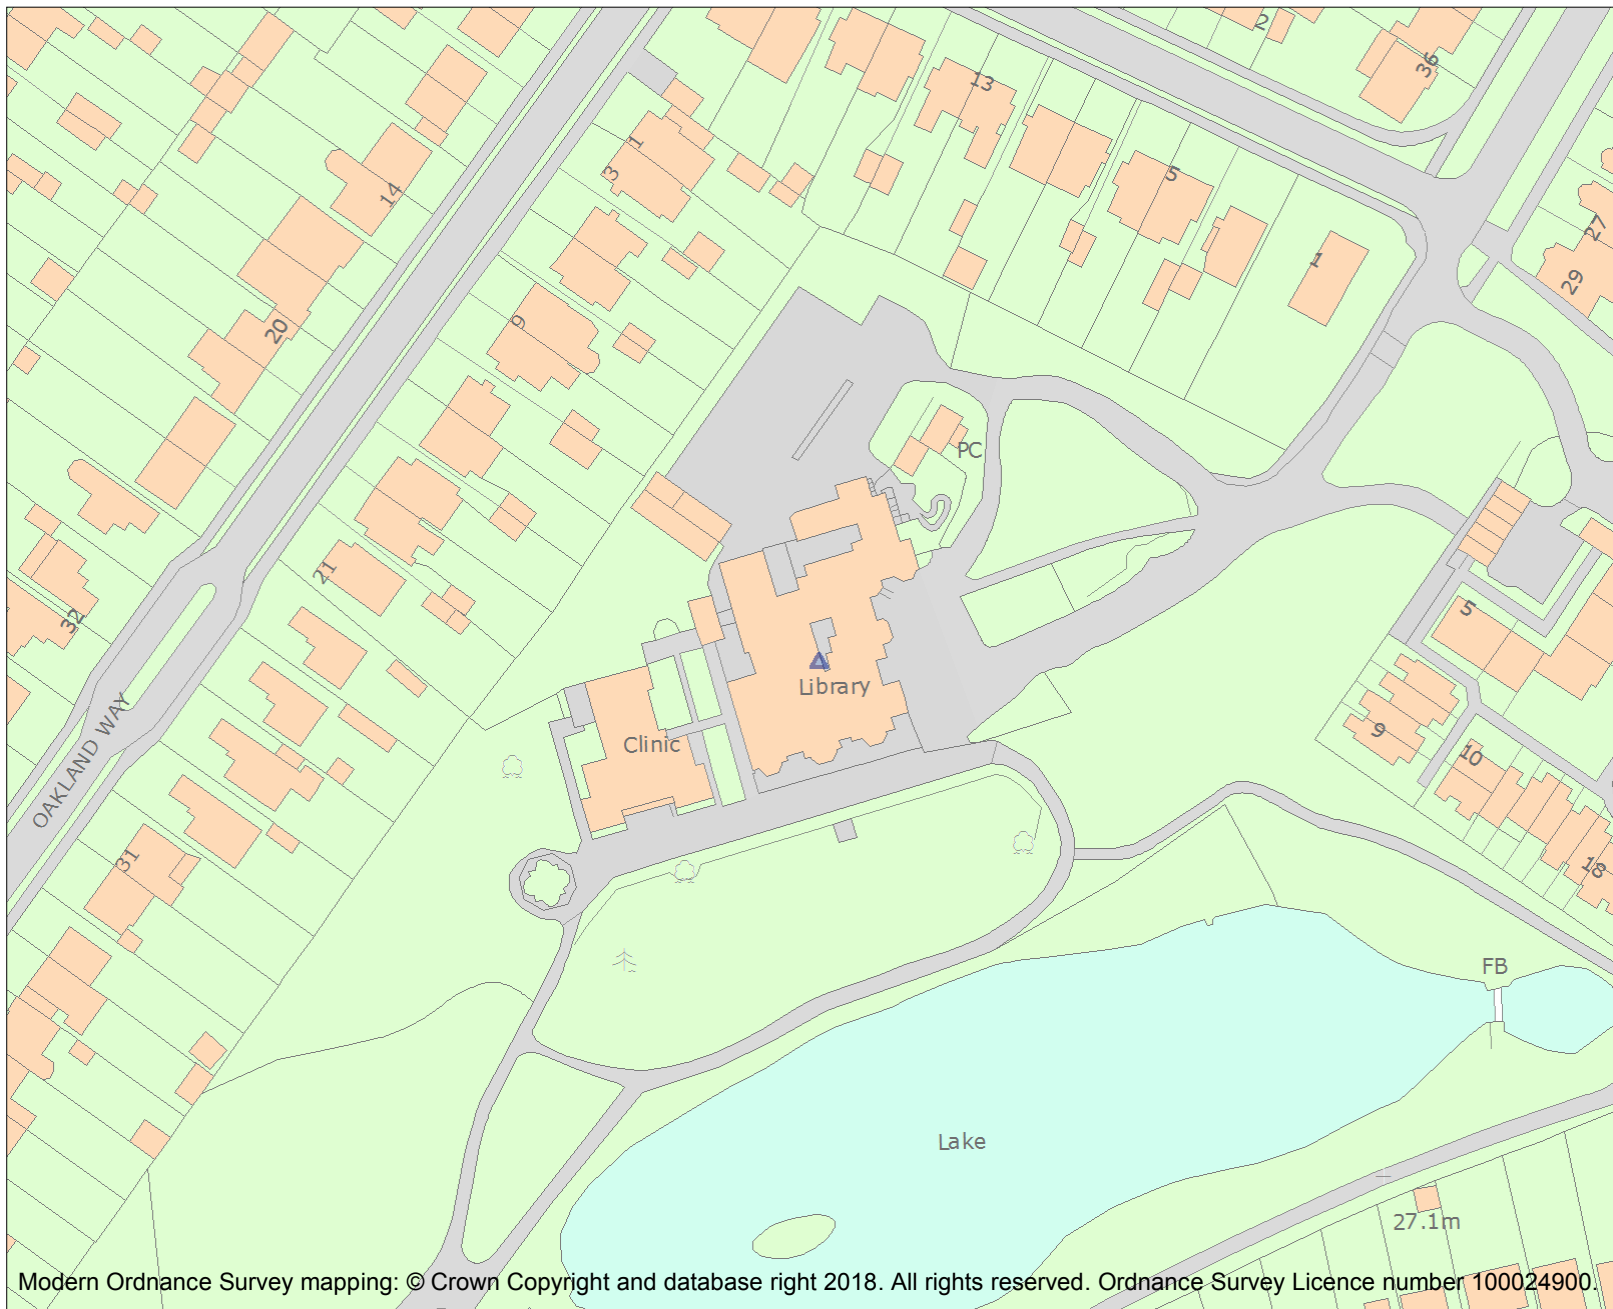 2
36
13
1
3
5
14
27
1
29
20
9
PC
21
32
5
Library
OAKLAND WAY
Clinic
9
10
31
18
FB
Lake
27.1m
Modern Ordnance Survey mapping: © Crown Copyright and database right 2018. All rights reserved. Ordnance Survey Licence number 100024900.